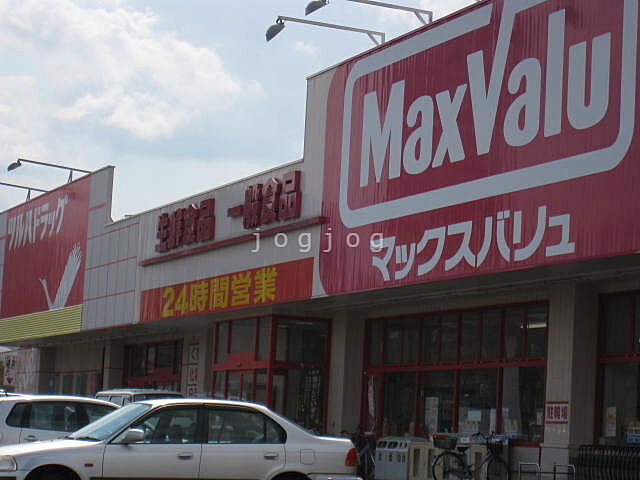 MaxValu
マックスバリュ
ツルハドラッグ
生鮮食品 一般食品
24時間営業
jogjog
駐輪場